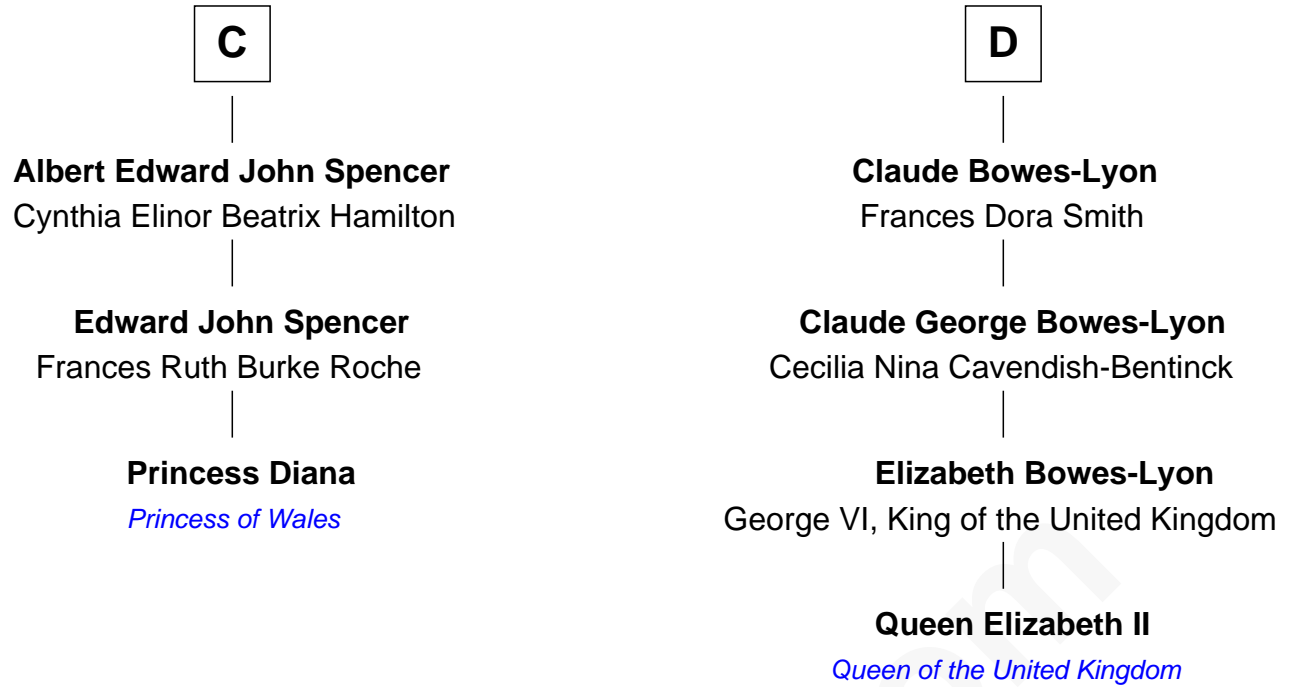 C
Albert Edward John Spencer
Cynthia Elinor Beatrix Hamilton
Edward John Spencer
Frances Ruth Burke Roche
Princess Diana
Princess of Wales
D
Claude Bowes-Lyon
Frances Dora Smith
Claude George Bowes-Lyon
Cecilia Nina Cavendish-Bentinck
Elizabeth Bowes-Lyon
George VI, King of the United Kingdom
Queen Elizabeth II
Queen of the United Kingdom